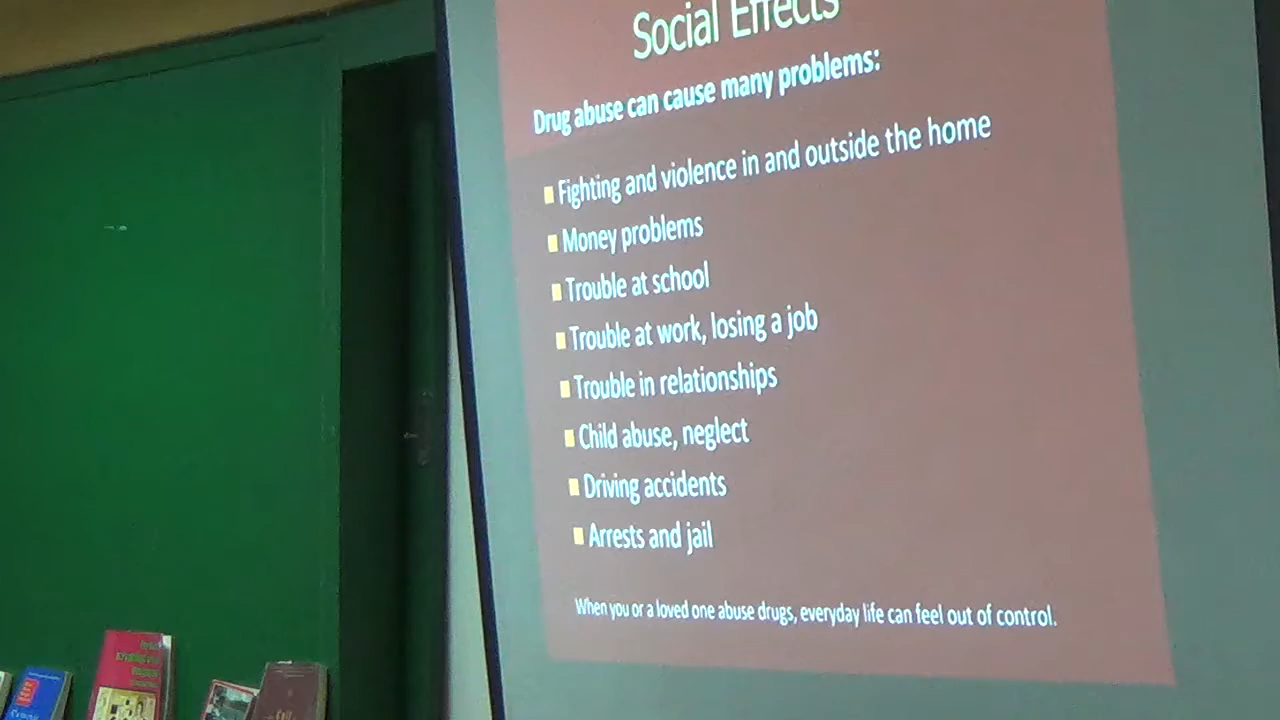 Social Effects
Drug abuse can cause many problems:
Fighting and violence in and outside the home
Money problems
Trouble at school
Trouble at work, losing a job
Trouble in relationships
Child abuse, neglect
Driving accidents
Arrests and jail
When you or a loved one abuse drugs, everyday life can feel out of control.